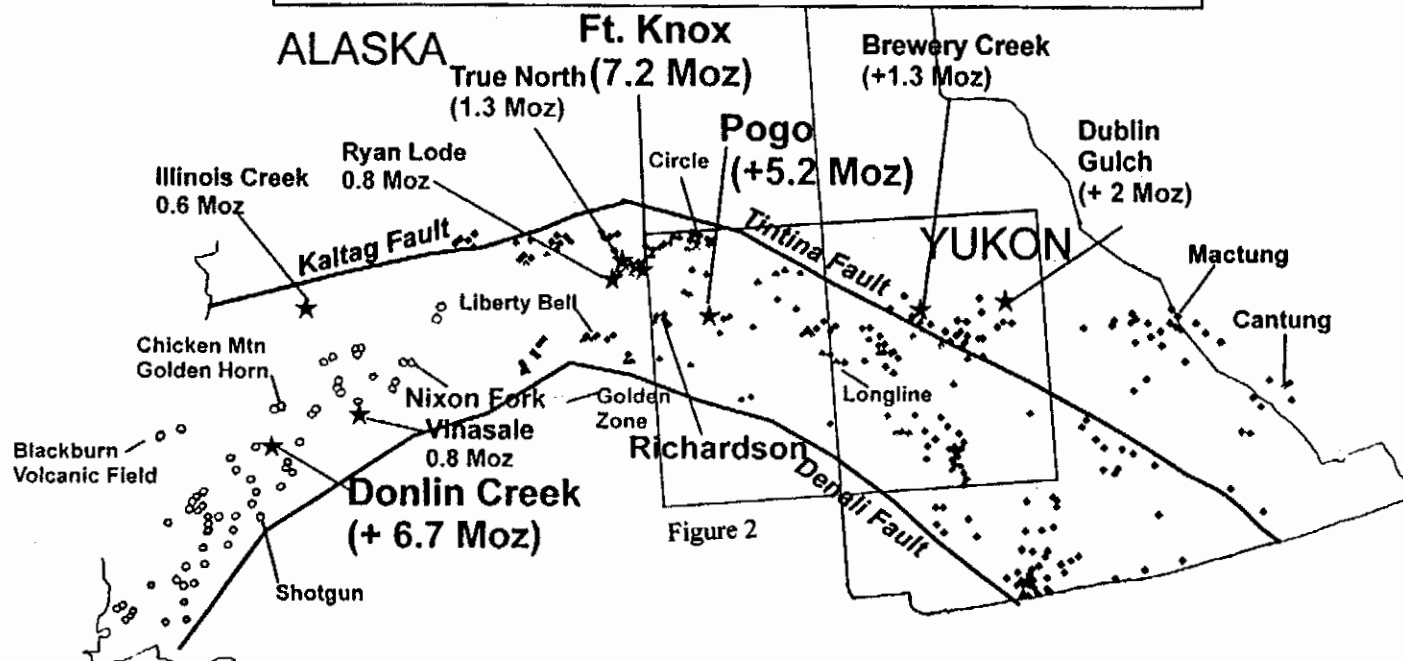 ALASKA
Ft. Knox
(7.2 Moz)
True North
(1.3 Moz)
Brewery Creek
(+1.3 Moz)
Pogo
(+5.2 Moz)
Dublin
Gulch
(+ 2 Moz)
Circle
Ryan Lode
0.8 Moz
Illinois Creek
0.6 Moz
Kaltag Fault
Tintina Fault
YUKON
Mactung
Cantung
Liberty Bell
Chicken Mtn
Golden Horn
Nixon Fork
Vinasale
0.8 Moz
Golden
Zone
Longline
Richardson
Blackburn
Volcanic Field
Donlin Creek
(+ 6.7 Moz)
Denali Fault
Figure 2
Shotgun